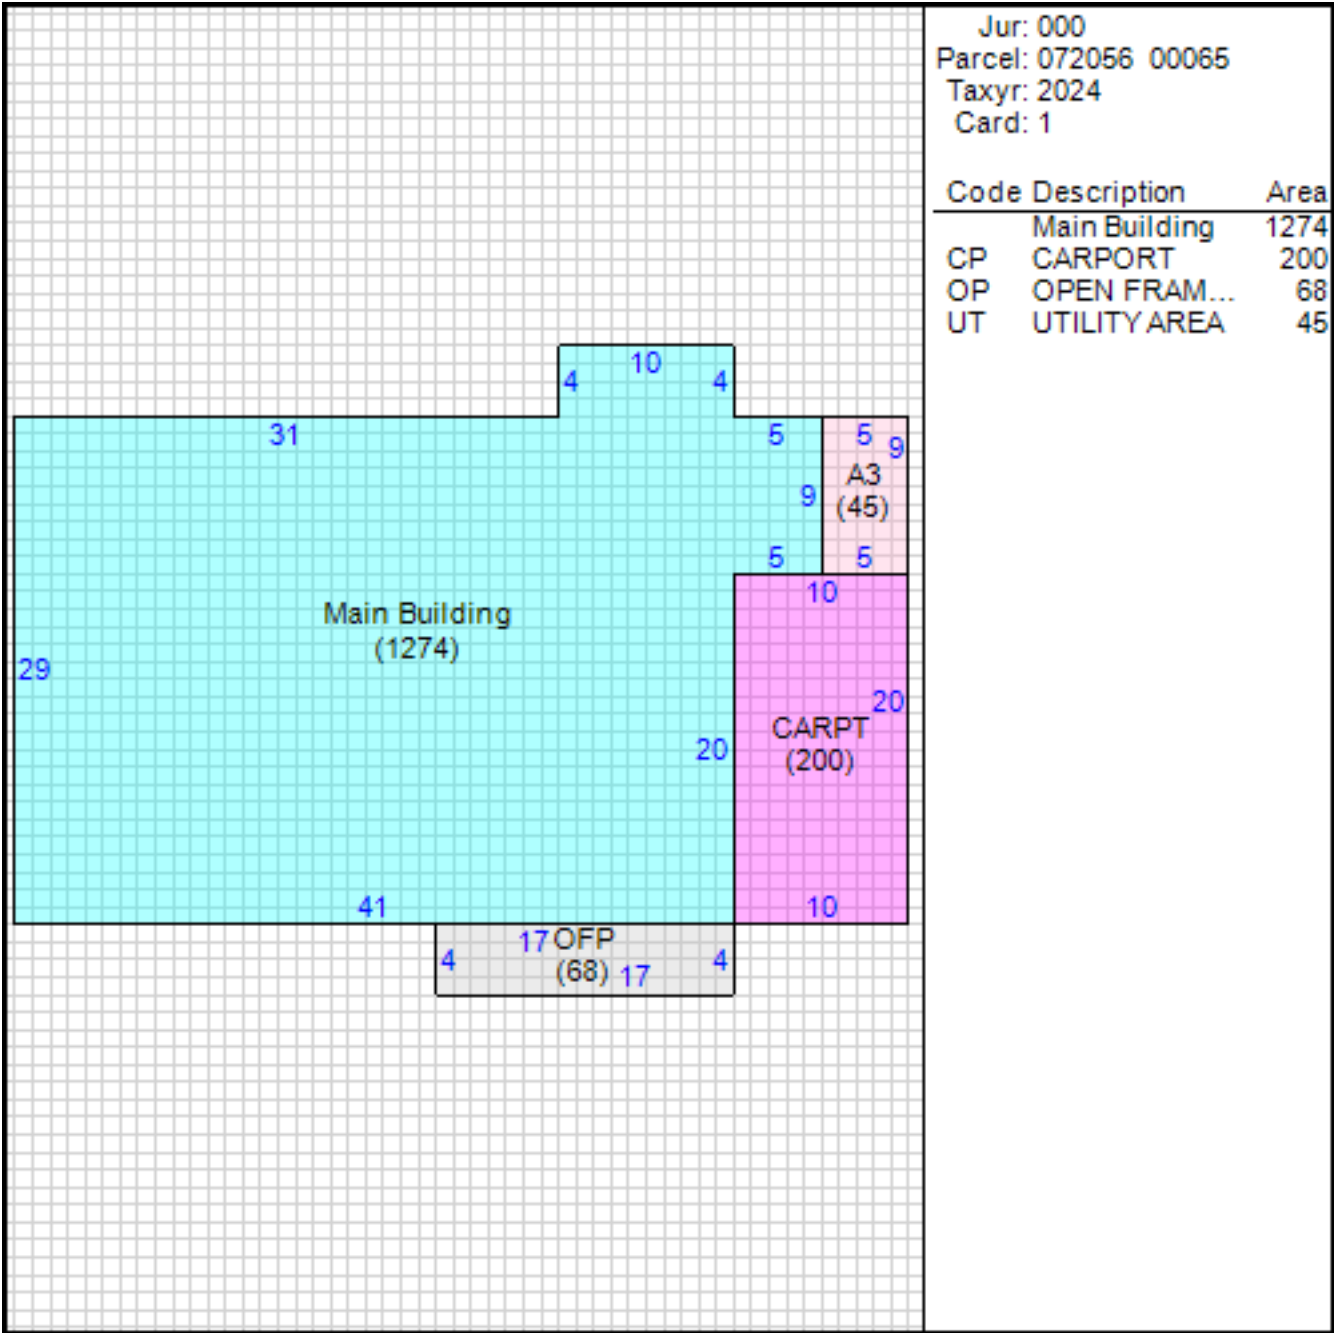 Jur: 000
Parcel: 072056 00065
Taxyr: 2024
Card: 1
Code Description Area
Main Building 1274
CP CARPORT 200
OP OPEN FRAM... 68
UT UTILITY AREA 45
10
4 4
31 5 5 9
A3
9 (45)
5 5
10
Main Building
(1274)
29
20
CARPT
20 (200)
41 10
17 OFP
4 (68) 17 4